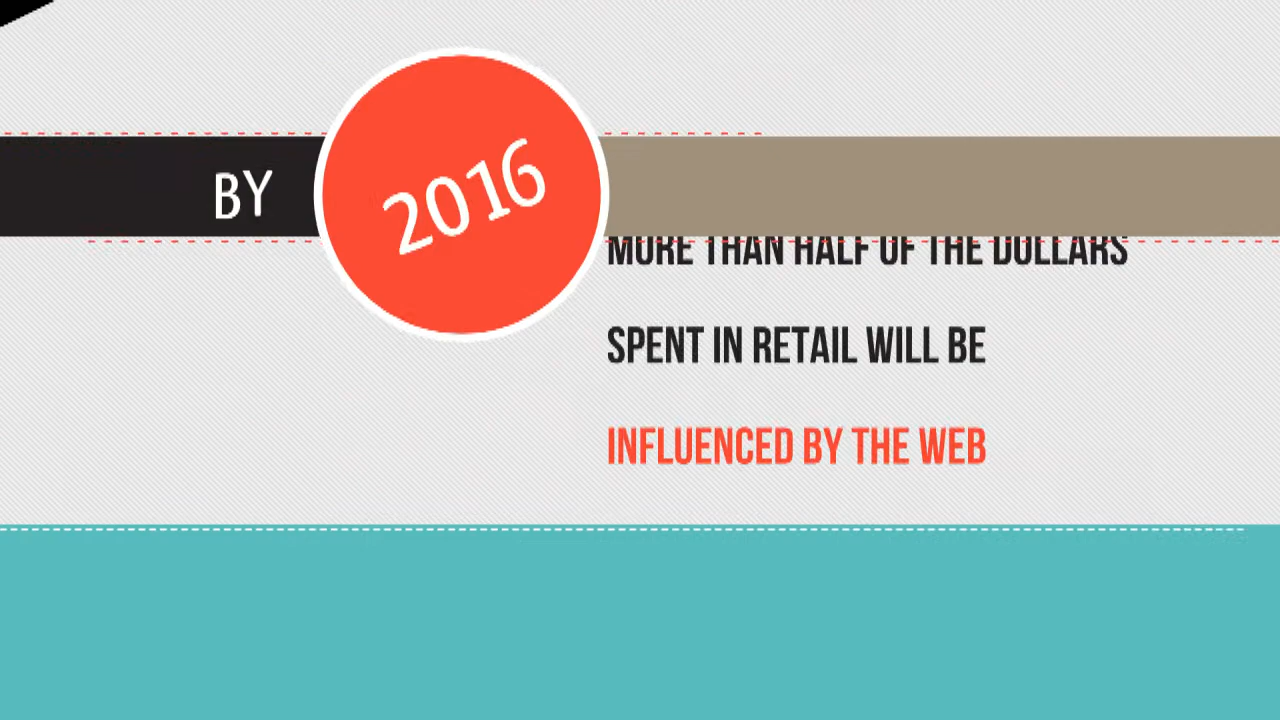 BY
2016
MORE THAN HALF OF THE DOLLARS
SPENT IN RETAIL WILL BE
INFLUENCED BY THE WEB